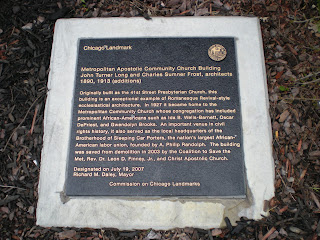 Chicago Landmark
Metropolitan Apostolic Community Church Building
John Turner Long and Charles Sumner Frost, architects
1890, 1913 (additions)
Originally built as the 41st Street Presbyterian Church, this
building is an exceptional example of Romanesque Revival-style
ecclesiastical architecture. In 1927 it became home to the
Metropolitan Community Church whose congregation has included
prominent African-Americans such as Ida B. Wells-Barnett, Oscar
DePriest, and Gwendolyn Brooks. An important venue in civil
rights history, it also served as the local headquarters of the
Brotherhood of Sleeping Car Porters, the nation's largest African-
American labor union, founded by A. Phillip Randolph. The building
was saved from demolition in 2003 by the Coalition to Save the
Met, Rev. Dr. Leon D. Finney, Jr., and Christ Apostolic Church.
Designated on July 19, 2007
Richard M. Daley, Mayor
Commission on Chicago Landmarks